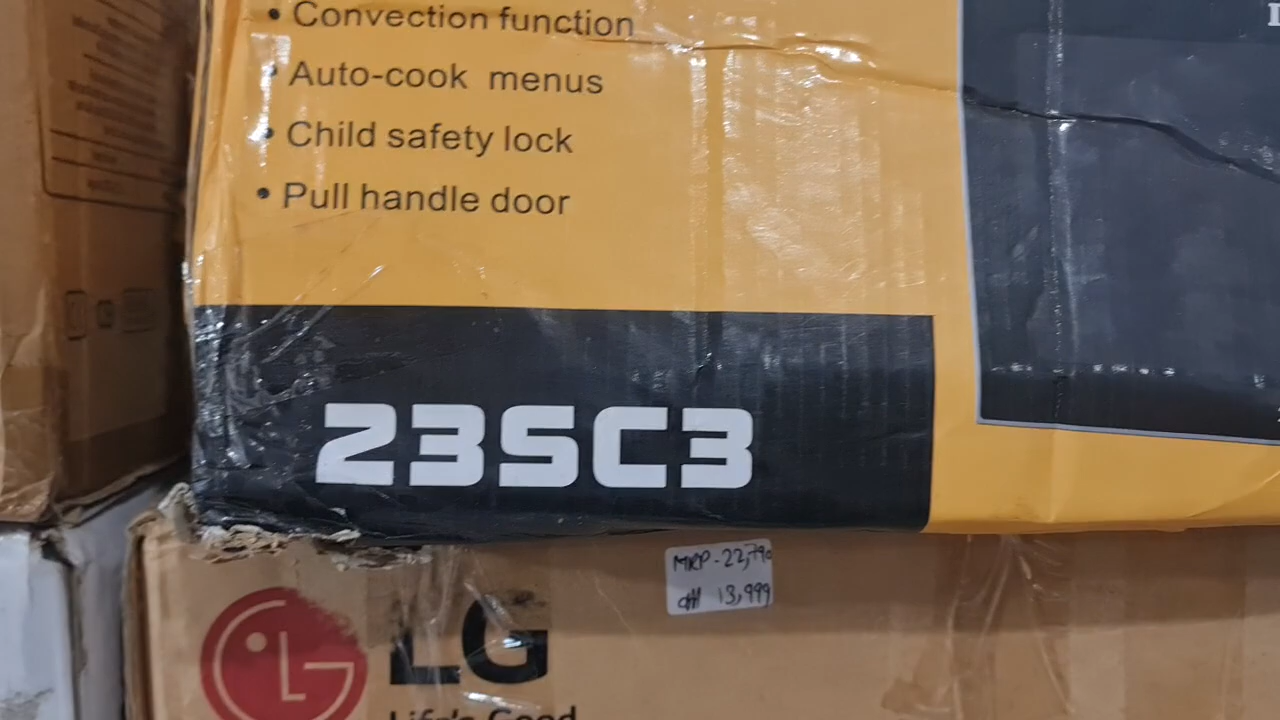 • Convection function
• Auto-cook menus
• Child safety lock
• Pull handle door
23SC3
MRP - 22,790
13,999
LG
LG
Life's Good